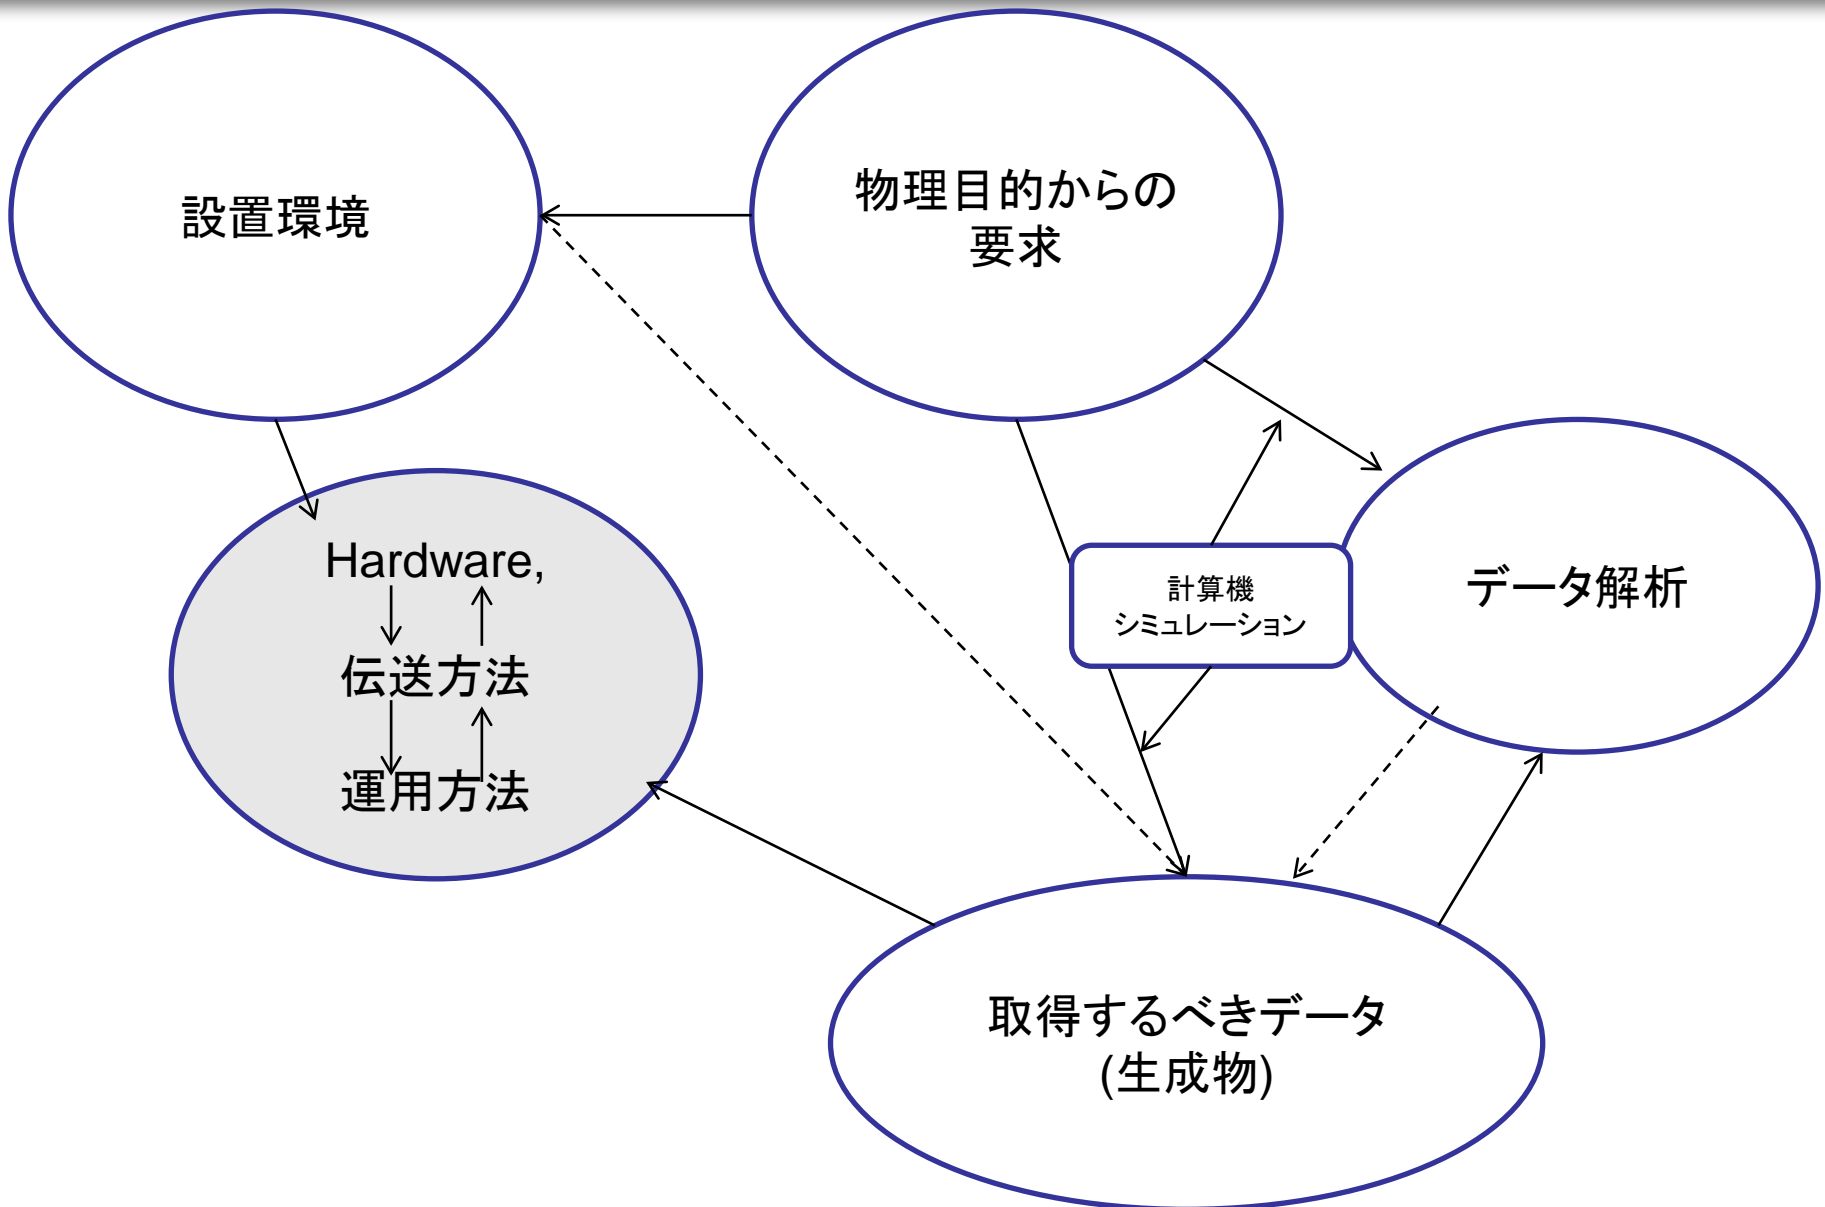 設置環境
物理目的からの
要求
Hardware,
伝送方法
運用方法
計算機
シミュレーション
データ解析
取得するべきデータ
(生成物)